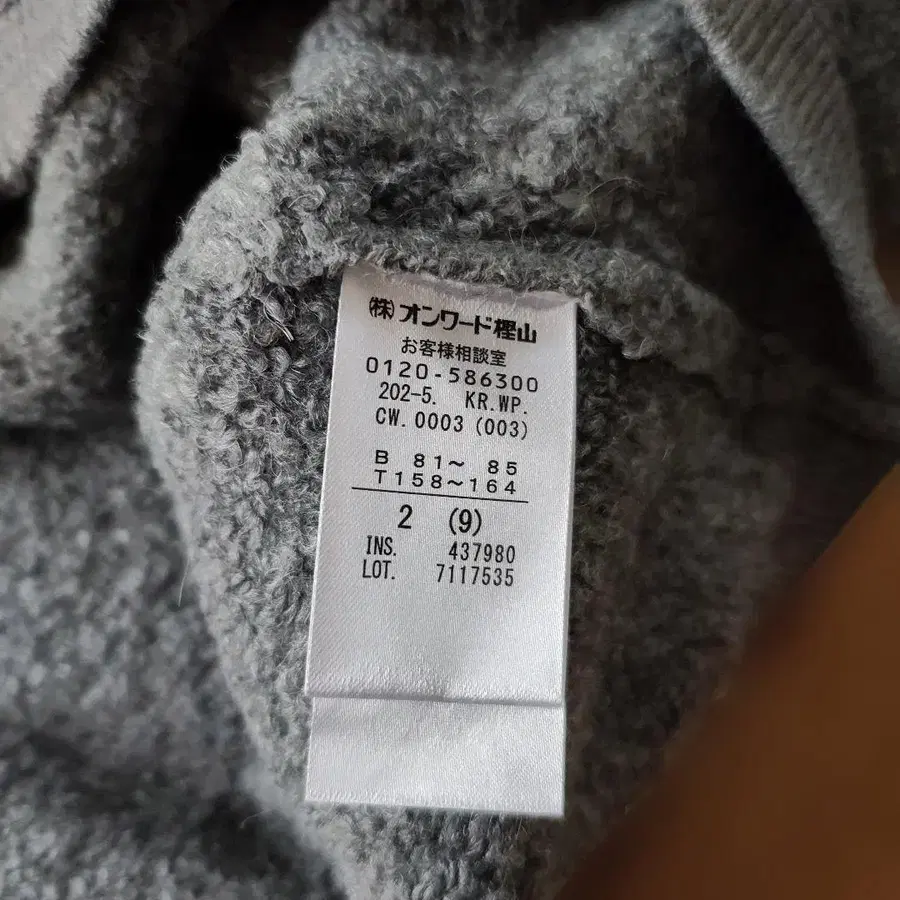 ㈱オンワード樫山
お客様相談室
0120-586300
202-5. KR.WP.
CW. 0003 (003)
B 81～ 85
T158～164
2 (9)
INS. 437980
LOT. 7117535